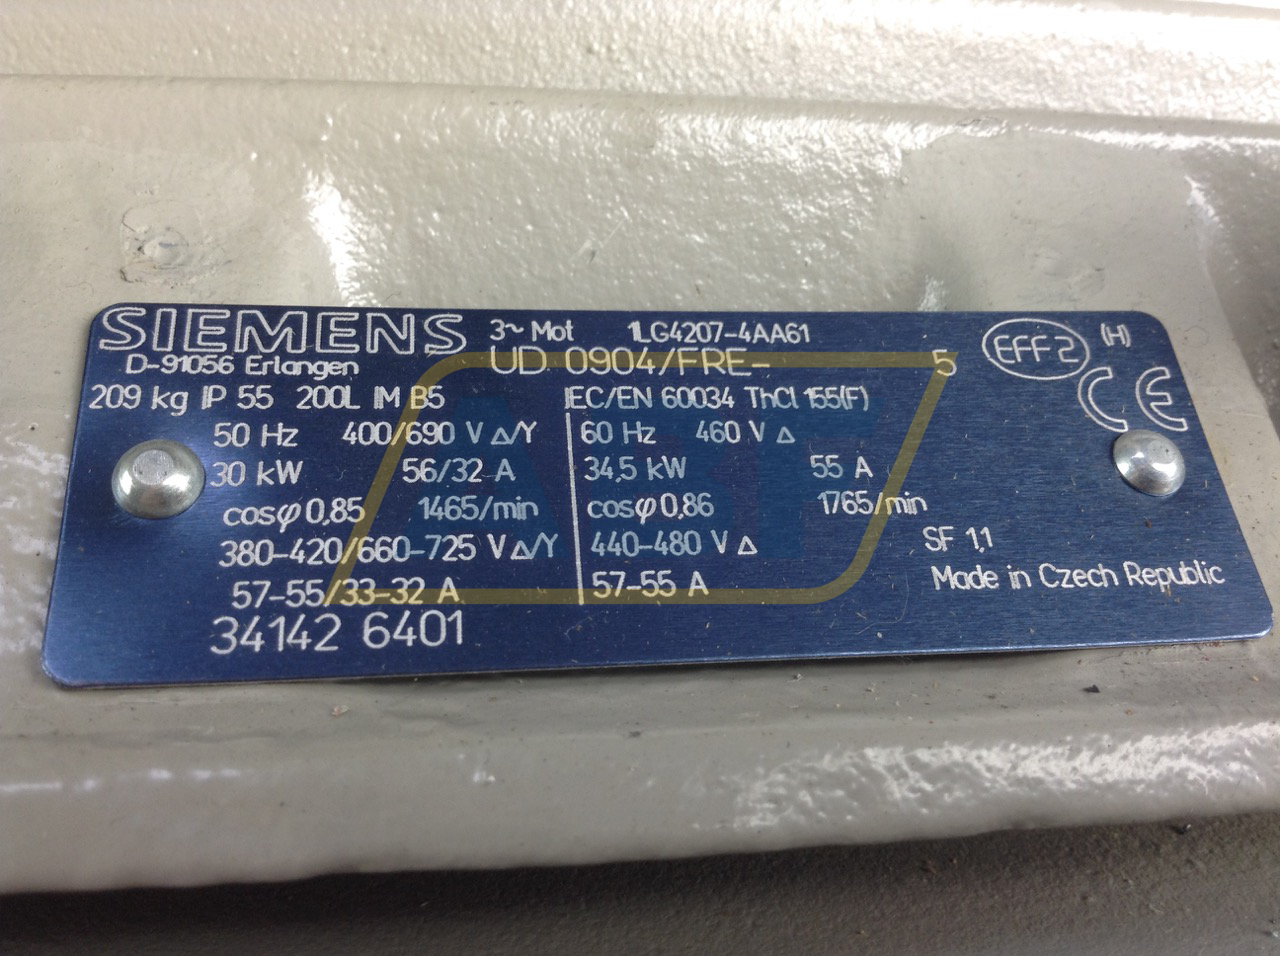 SIEMENS 3~ Mot 1LG4207-4AA61 EFF2 (H)
D-91056 Erlangen UD 0904/FRE- 5
209 kg IP 55 200L IM B5 IEC/EN 60034 ThCl 155(F) CE
50 Hz 400/690 V △/Y 60 Hz 460 V △
30 kW 56/32 A 34,5 kW 55 A
cosφ 0,85 1465/min cosφ 0,86 1765/min
380-420/660-725 V △/Y 440-480 V △ SF 1,1
57-55/33-32 A 57-55 A Made in Czech Republic
34142 6401